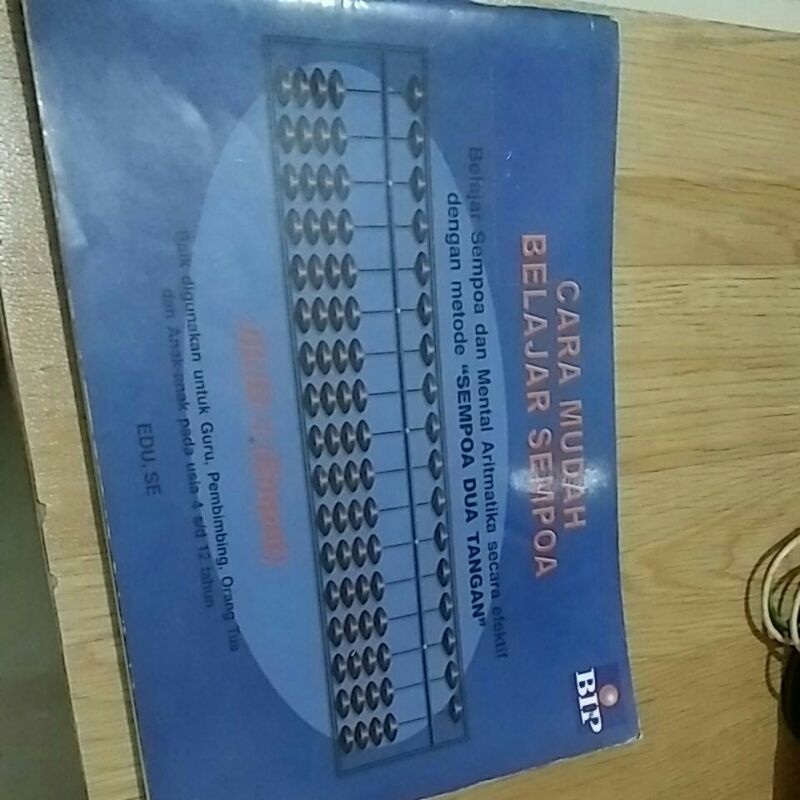 BIP
CARA MUDAH
BELAJAR SEMPOA
Belajar Sempoa dan Mental Aritmatika secara efektif
dengan metode "SEMPOA DUA TANGAN"
Baik digunakan untuk Guru, Pembimbing, Orang Tua
dan Anak-anak pada usia 4 s/d 12 tahun
EDU, SE